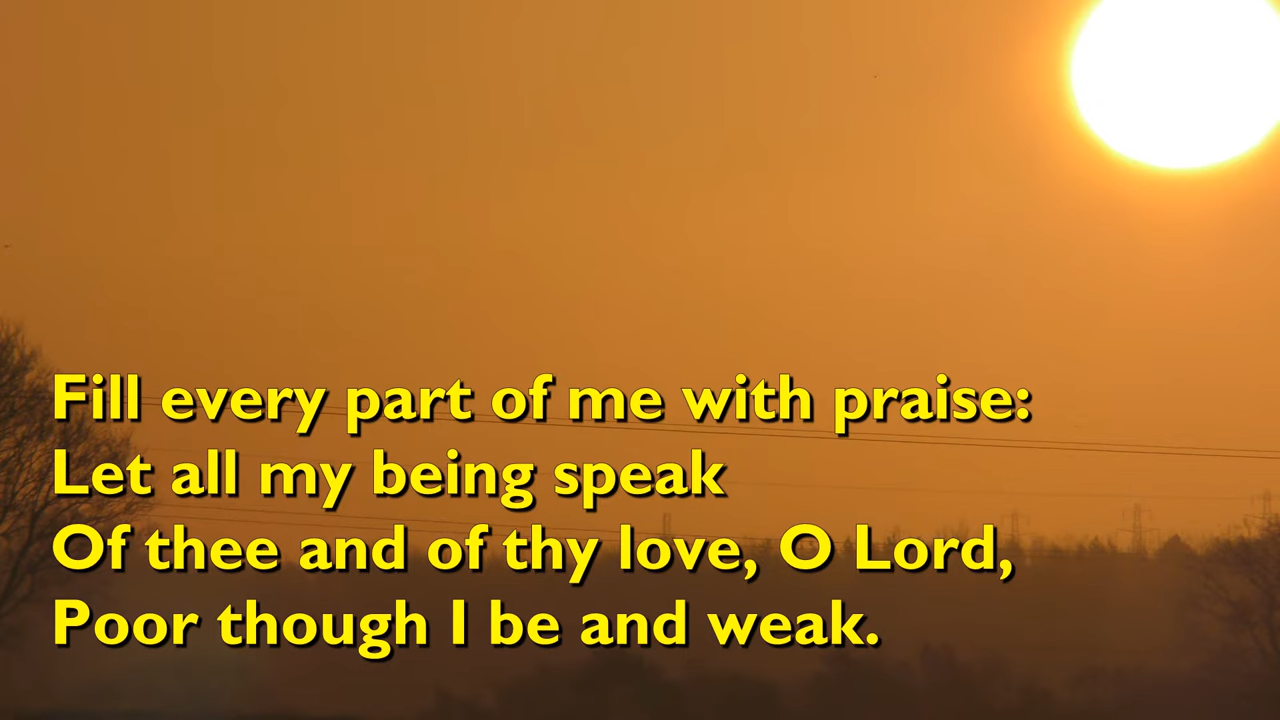 Fill every part of me with praise:
Let all my being speak
Of thee and of thy love, O Lord,
Poor though I be and weak.